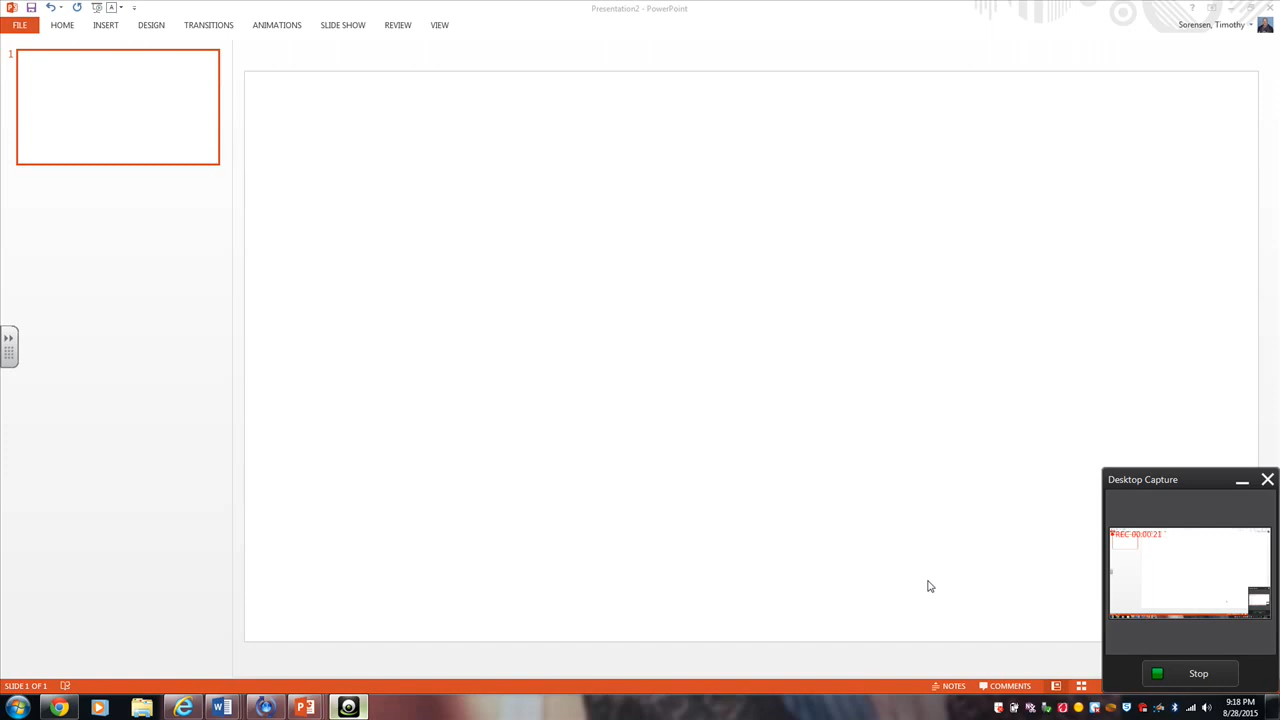 Presentation2 - PowerPoint
FILE HOME INSERT DESIGN TRANSITIONS ANIMATIONS SLIDE SHOW REVIEW VIEW
Sorensen, Timothy
1
Desktop Capture
REC 00:00:21
Stop
SLIDE 1 OF 1
NOTES COMMENTS
9:18 PM
8/28/2015